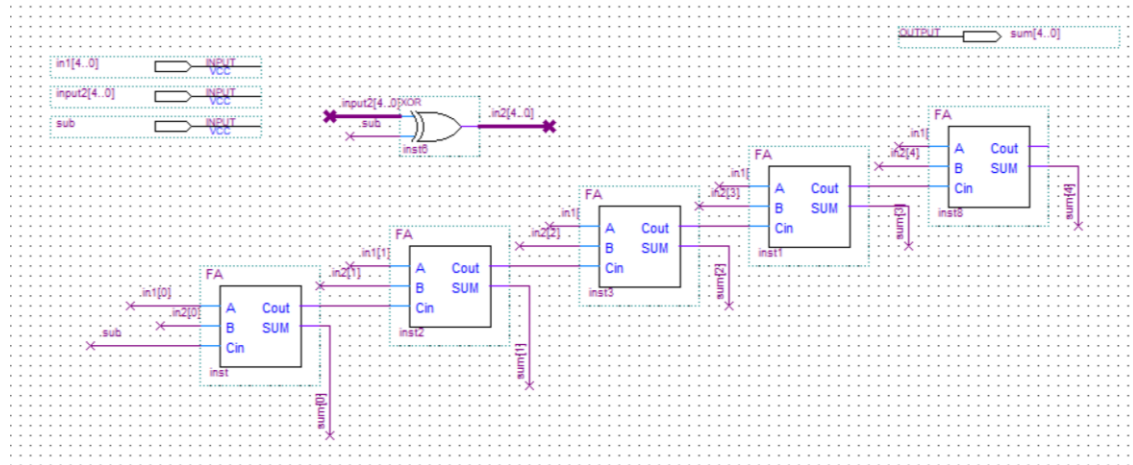 OUTPUT sum[4..0]
in1[4..0] INPUT VCC
input2[4..0] INPUT VCC
sub INPUT VCC
input2[4..0] XOR in2[4..0]
sub
inst6
FA
in1[
in2[4]
A Cout
B SUM
Cin
inst8
sum[4]
FA
in1[
in2[3]
A Cout
B SUM
Cin
inst1
sum[3]
FA
in1[
in2[2]
A Cout
B SUM
Cin
inst3
sum[2]
FA
in1[1]
in2[1]
A Cout
B SUM
Cin
inst2
sum[1]
FA
in1[0]
in2[0]
sub
A Cout
B SUM
Cin
inst
sum[0]